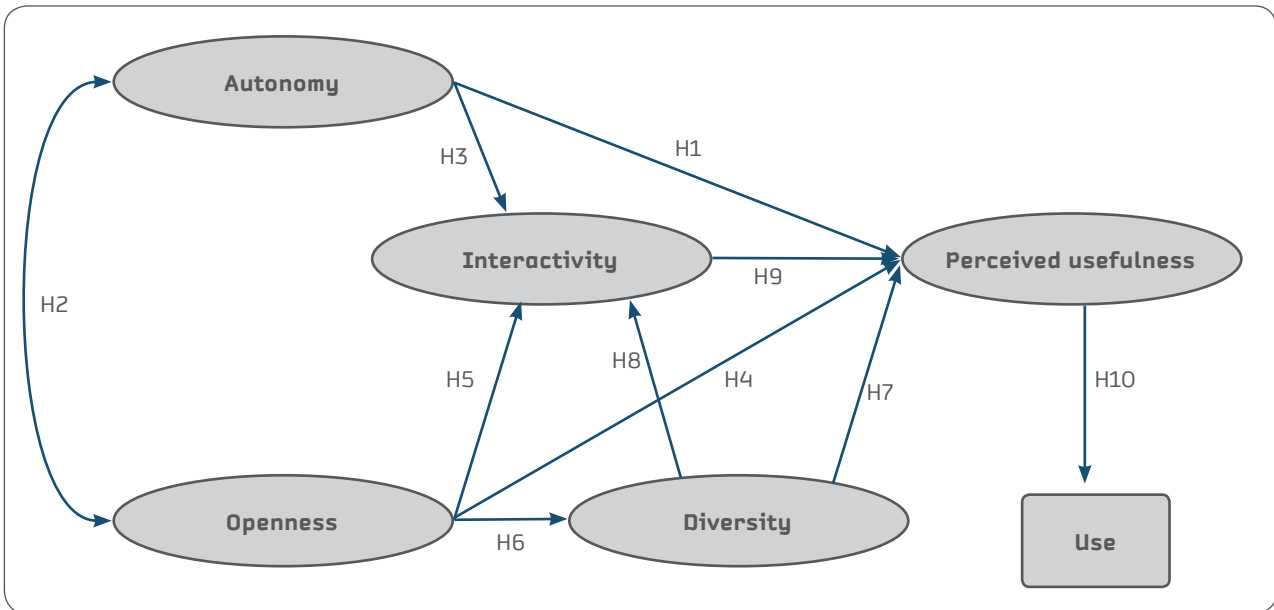 Autonomy
H1
H3
Interactivity
Perceived usefulness
H9
H2
H5
H8
H4
H7
H10
Openness
Diversity
H6
Use